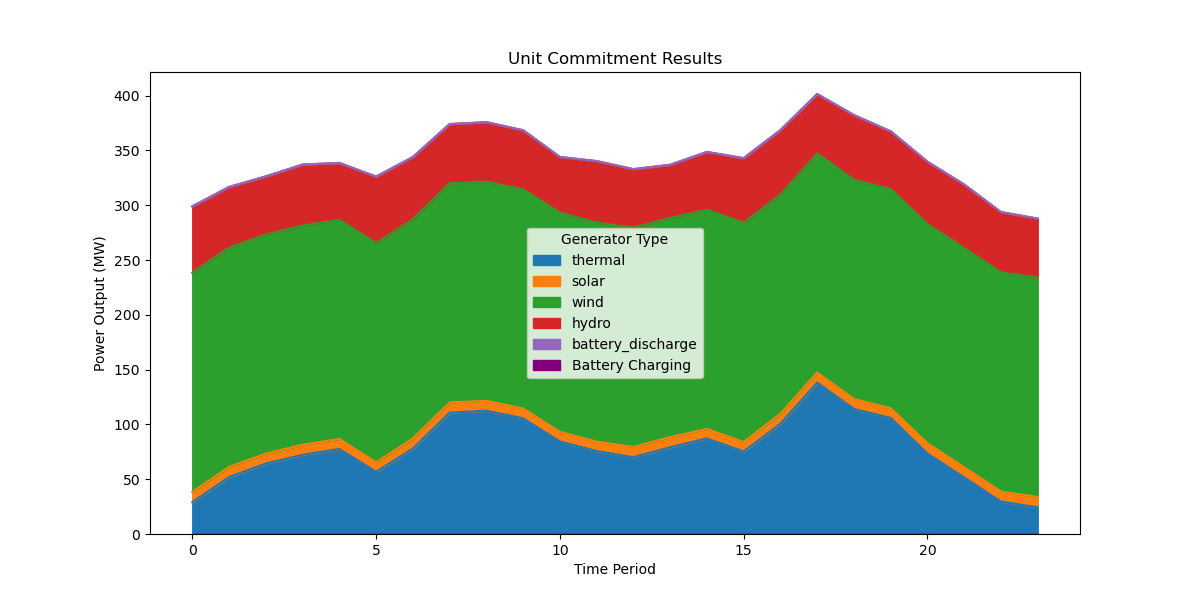 Unit Commitment Results
Power Output (MW)
400
350
300
250
200
150
100
50
0
Generator Type
thermal
solar
wind
hydro
battery_discharge
Battery Charging
0 5 10 15 20
Time Period